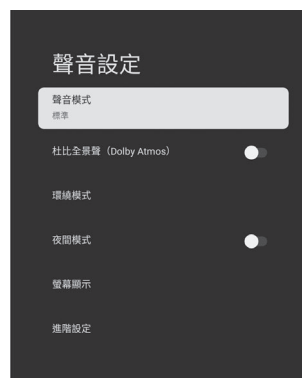 聲音設定
聲音模式
標準
杜比全景聲（Dolby Atmos）
環繞模式
夜間模式
螢幕顯示
進階設定